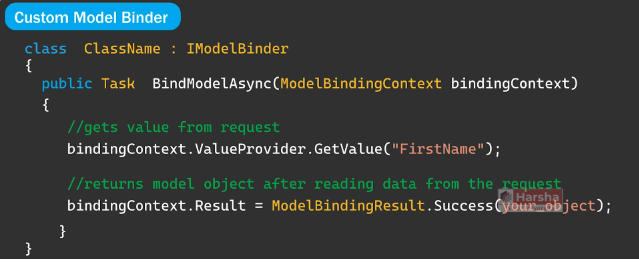 Custom Model Binder
class ClassName : IModelBinder
{
public Task BindModelAsync(ModelBindingContext bindingContext)
{
//gets value from request
bindingContext.ValueProvider.GetValue("FirstName");
//returns model object after reading data from the request
bindingContext.Result = ModelBindingResult.Success(your_object);
Harsha
}
}